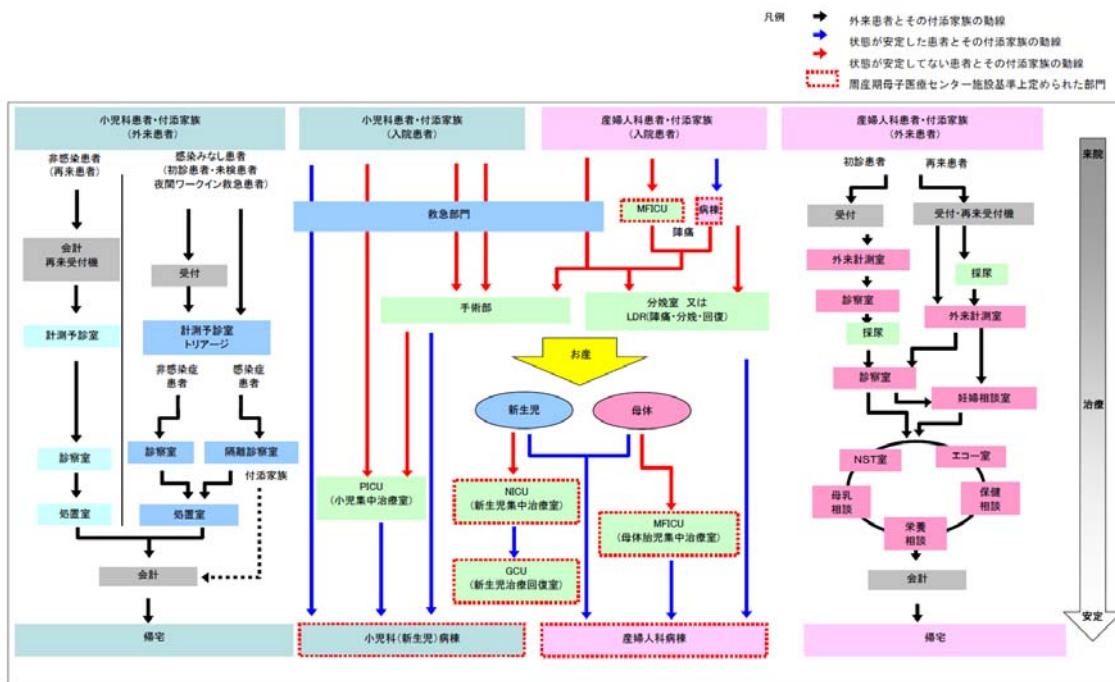 凡例
外来患者とその付添家族の動線
状態が安定した患者とその付添家族の動線
状態が安定してない患者とその付添家族の動線
周産期母子医療センター施設基準上定められた部門
小児科患者・付添家族
(外来患者)
小児科患者・付添家族
(入院患者)
産婦人科患者・付添家族
(入院患者)
産婦人科患者・付添家族
(外来患者)
来院
治療
安定
非感染患者
(再来患者)
感染みなし患者
(初診患者・未検患者
夜間ワークイン救急患者)
会計
再来受付機
受付
計測予診室
計測予診室
トリアージ
非感染症
患者
感染症
患者
診察室
診察室
隔離診察室
付添家族
処置室
処置室
会計
帰宅
救急部門
MFICU
病棟
陣痛
手術部
分娩室 又は
LDR(陣痛・分娩・回復)
お産
新生児
母体
PICU
(小児集中治療室)
NICU
(新生児集中治療室)
MFICU
(母体胎児集中治療室)
GCU
(新生児治療回復室)
小児科(新生児)病棟
産婦人科病棟
初診患者
再来患者
受付
受付・再来受付機
外来計測室
採尿
診察室
外来計測室
採尿
診察室
妊婦相談室
NST室
エコー室
母乳
相談
保健
相談
栄養
相談
会計
帰宅